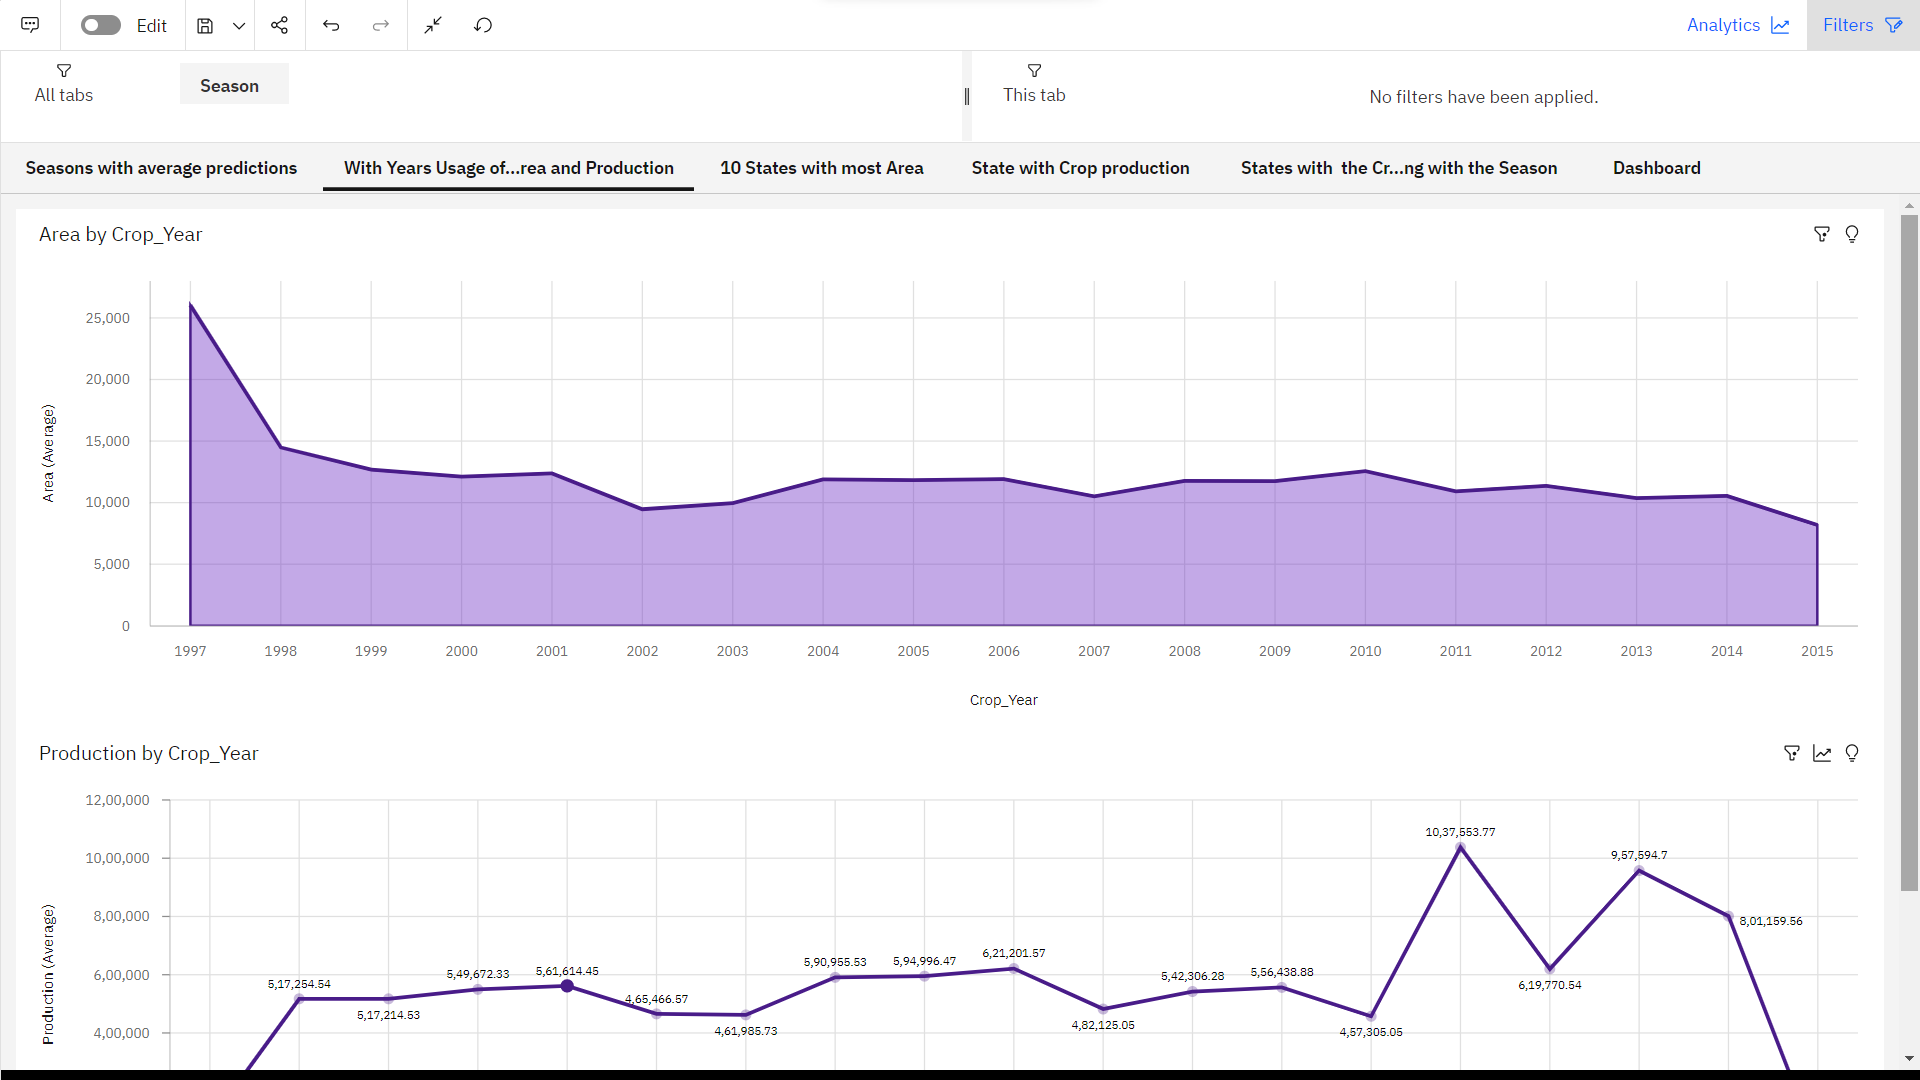 Edit
Analytics
Filters
All tabs
Season
This tab
No filters have been applied.
Seasons with average predictions
With Years Usage of...rea and Production
10 States with most Area
State with Crop production
States with the Cr...ng with the Season
Dashboard
Area by Crop_Year
Area (Average)
25,000
20,000
15,000
10,000
5,000
0
1997 1998 1999 2000 2001 2002 2003 2004 2005 2006 2007 2008 2009 2010 2011 2012 2013 2014 2015
Crop_Year
Production by Crop_Year
Production (Average)
12,00,000
10,00,000
8,00,000
6,00,000
4,00,000
5,17,254.54
5,17,214.53
5,49,672.33
5,61,614.45
4,65,466.57
4,61,985.73
5,90,955.53
5,94,996.47
6,21,201.57
4,82,125.05
5,42,306.28
5,56,438.88
4,57,305.05
10,37,553.77
6,19,770.54
9,57,594.7
8,01,159.56